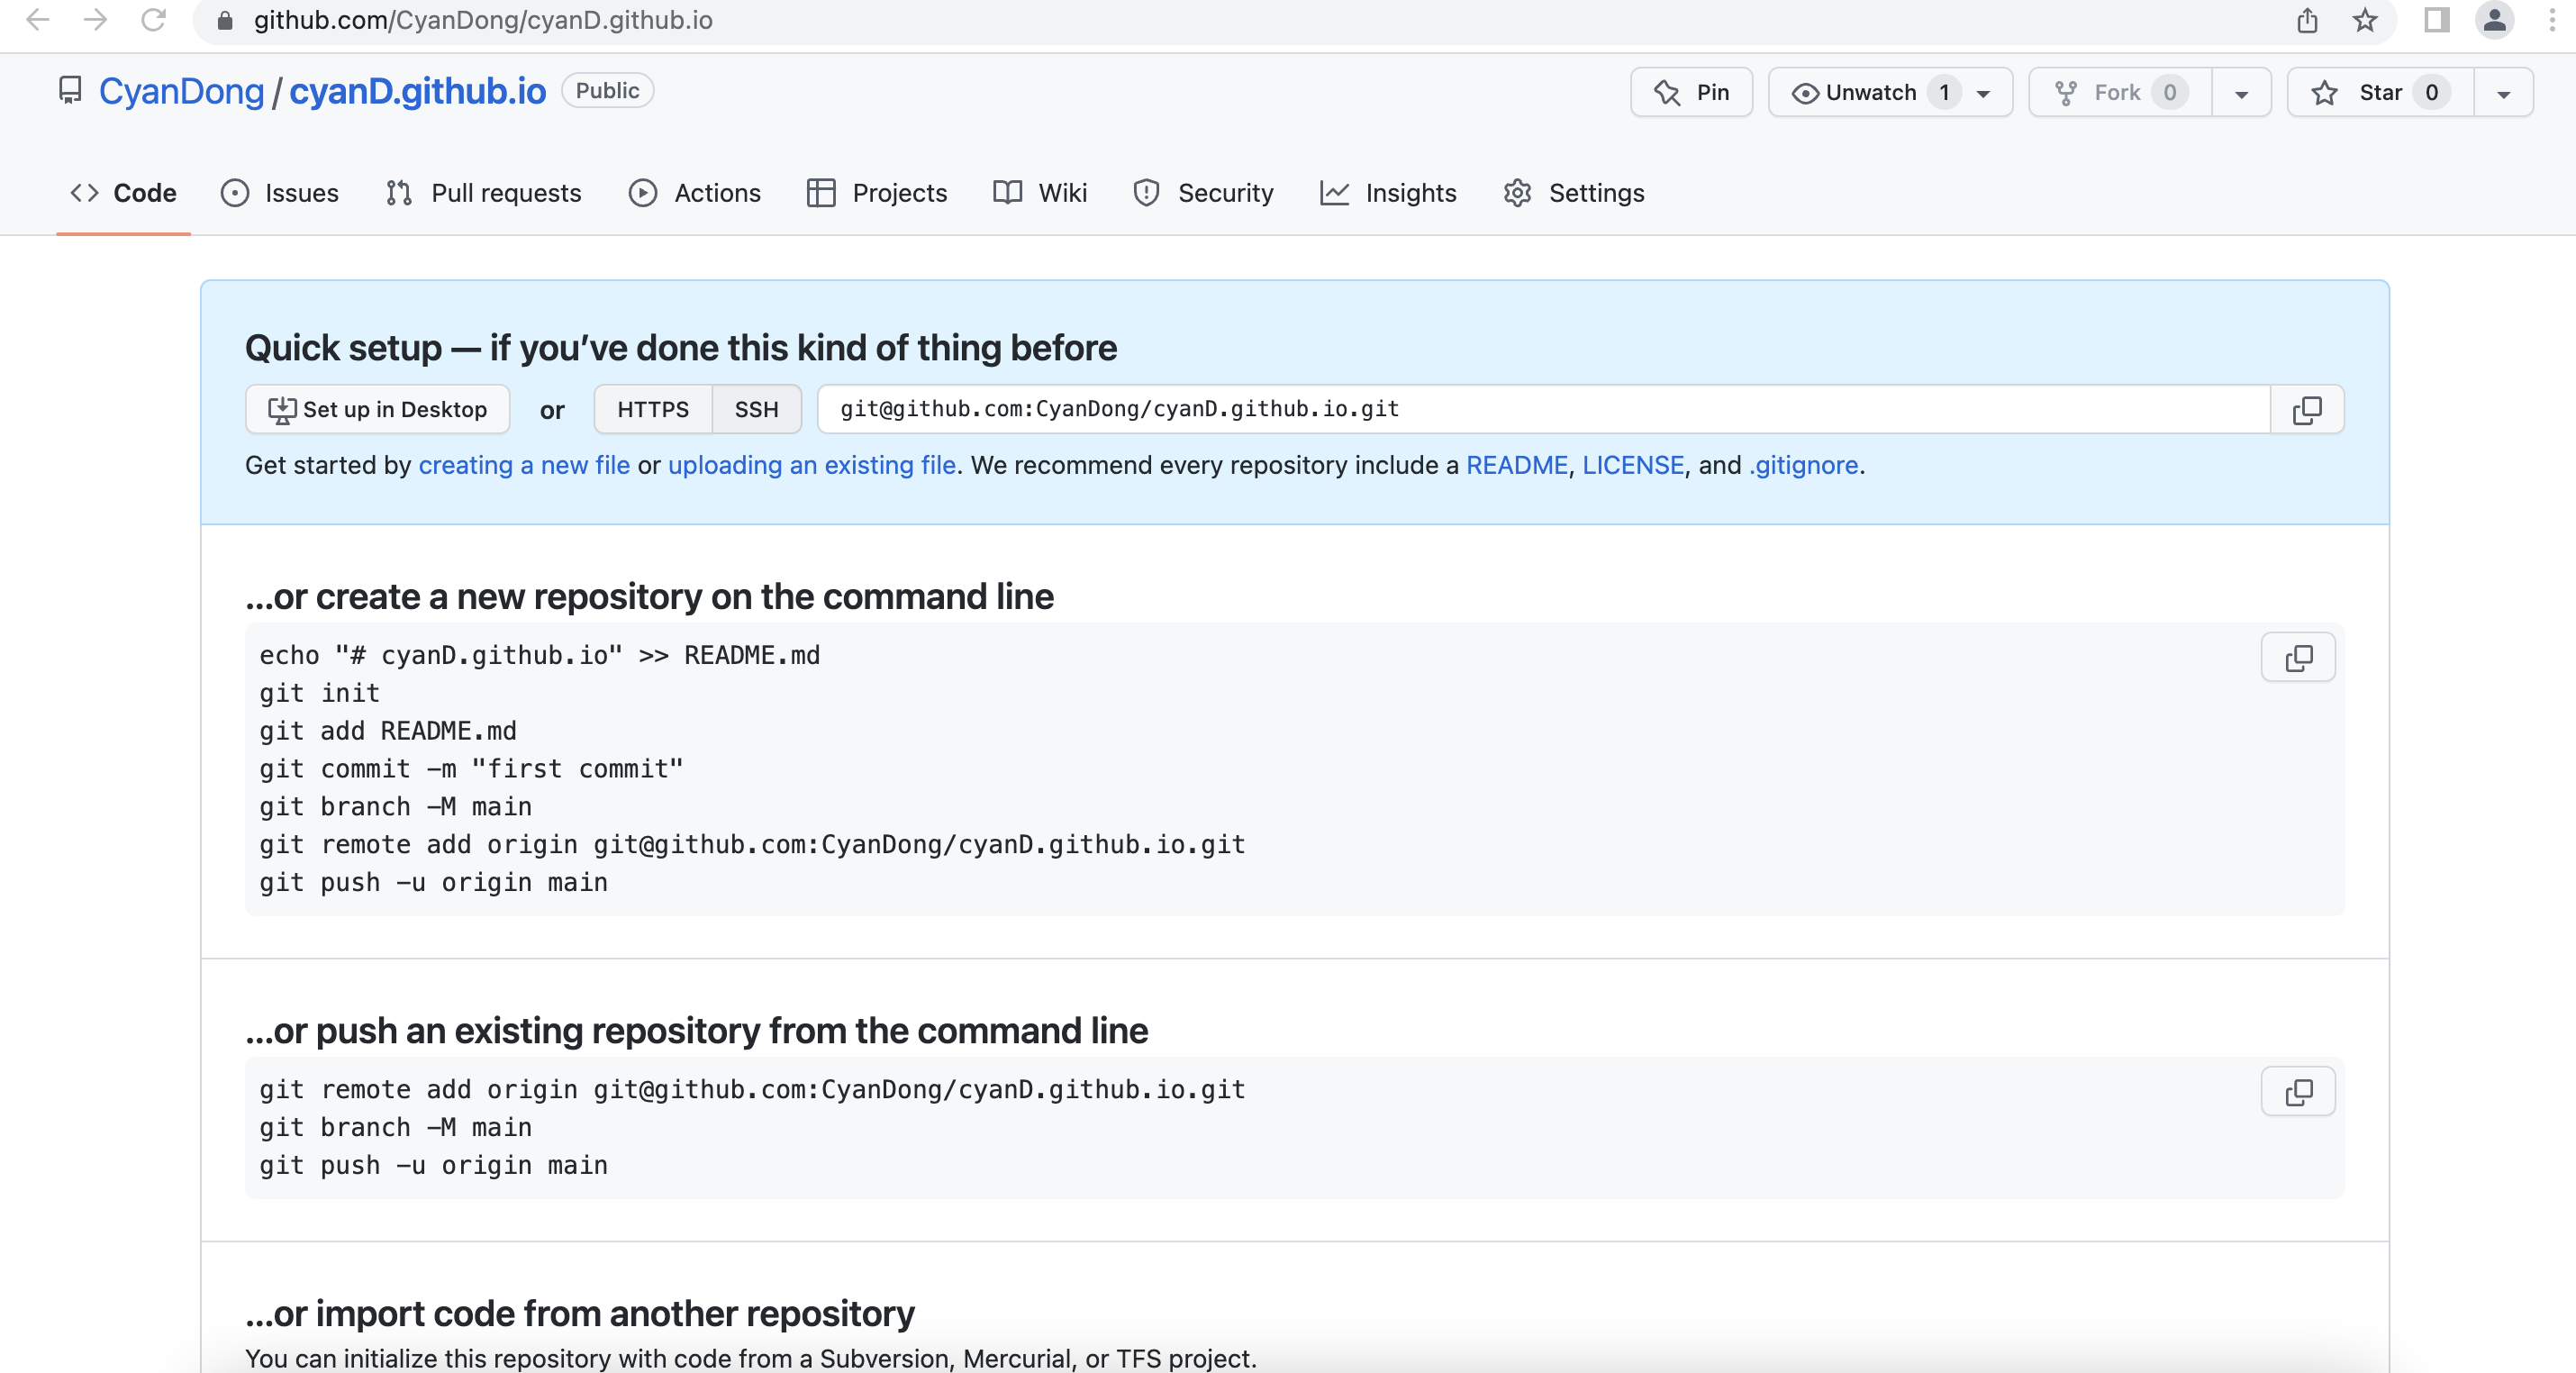 github.com/CyanDong/cyanD.github.io
CyanDong / cyanD.github.io Public Pin Unwatch 1 Fork 0 Star 0
Code Issues Pull requests Actions Projects Wiki Security Insights Settings
Quick setup — if you’ve done this kind of thing before
Set up in Desktop or HTTPS SSH git@github.com:CyanDong/cyanD.github.io.git
Get started by creating a new file or uploading an existing file. We recommend every repository include a README, LICENSE, and .gitignore.
…or create a new repository on the command line
echo "# cyanD.github.io" >> README.md
git init
git add README.md
git commit -m "first commit"
git branch -M main
git remote add origin git@github.com:CyanDong/cyanD.github.io.git
git push -u origin main
…or push an existing repository from the command line
git remote add origin git@github.com:CyanDong/cyanD.github.io.git
git branch -M main
git push -u origin main
…or import code from another repository
You can initialize this repository with code from a Subversion, Mercurial, or TFS project.